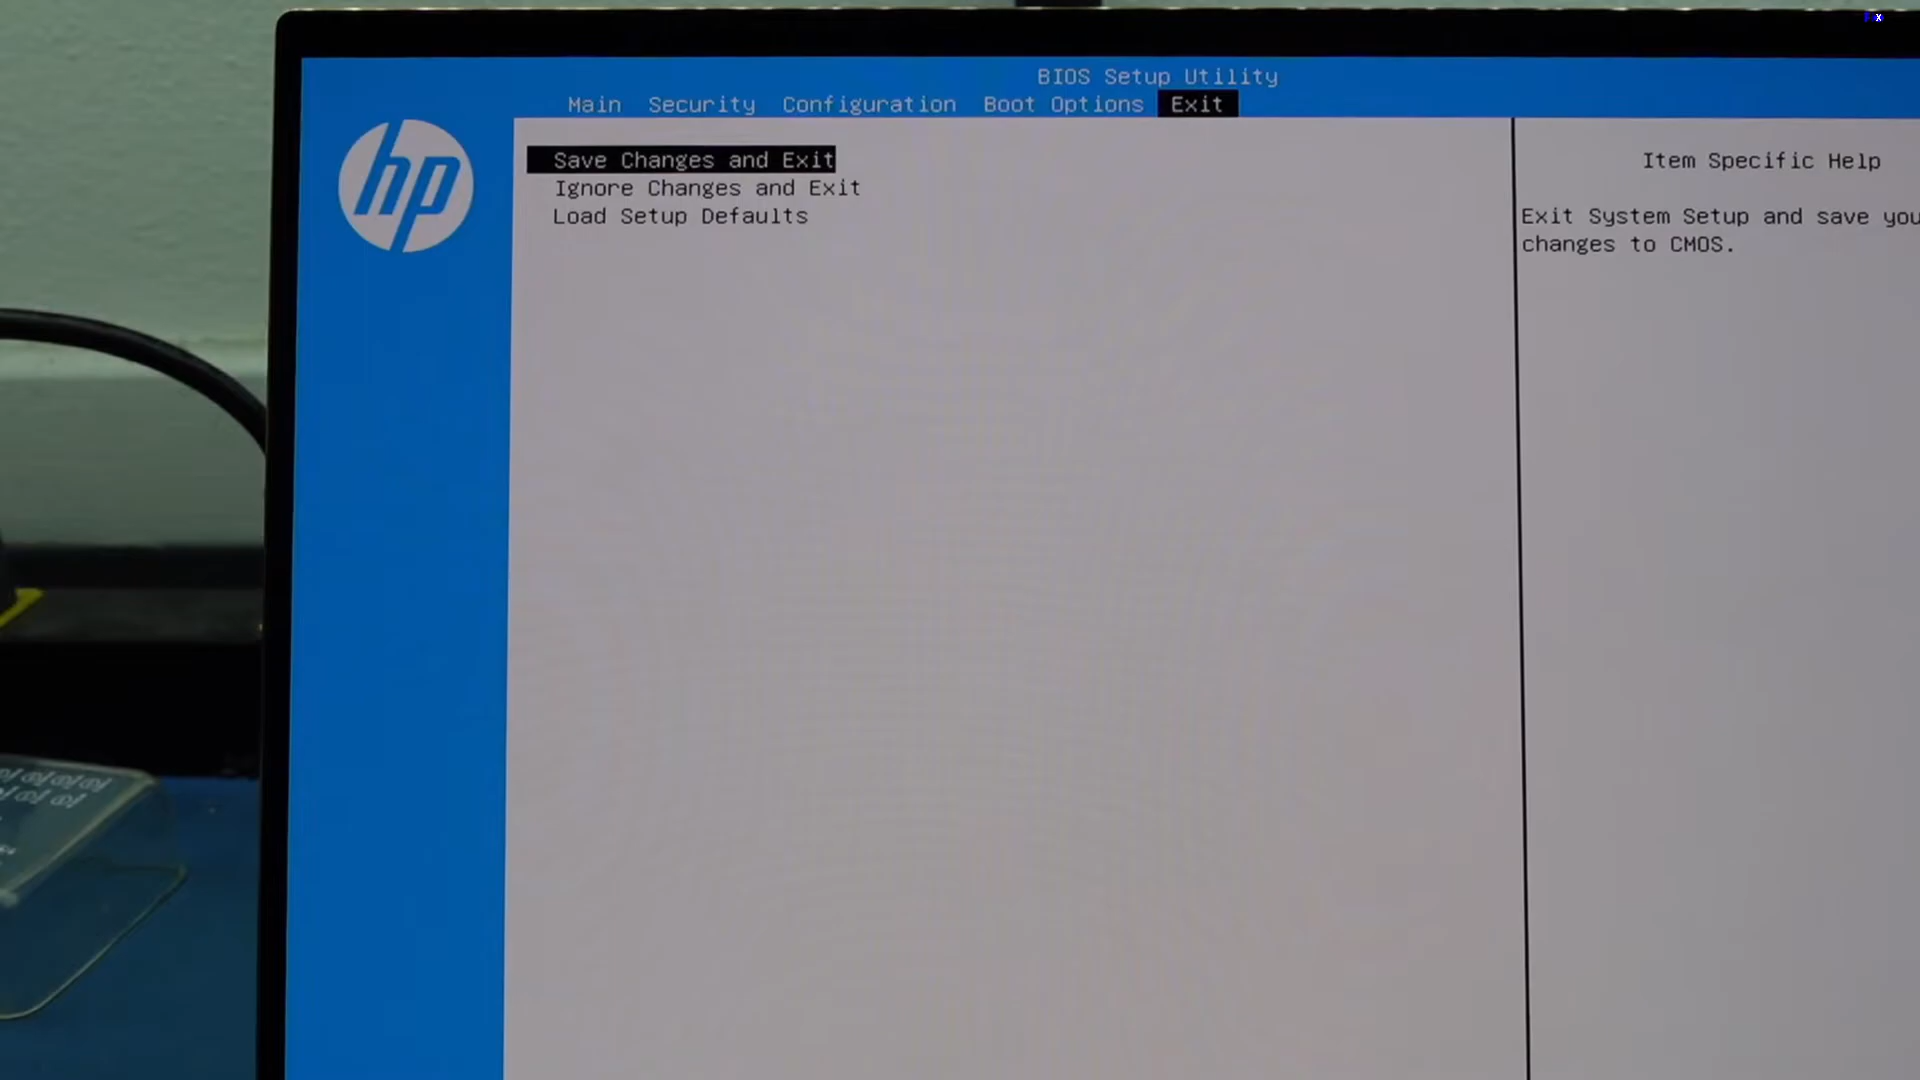 BIOS Setup Utility
Main Security Configuration Boot Options Exit
hp
Save Changes and Exit
Ignore Changes and Exit
Load Setup Defaults
Item Specific Help
Exit System Setup and save you
changes to CMOS.